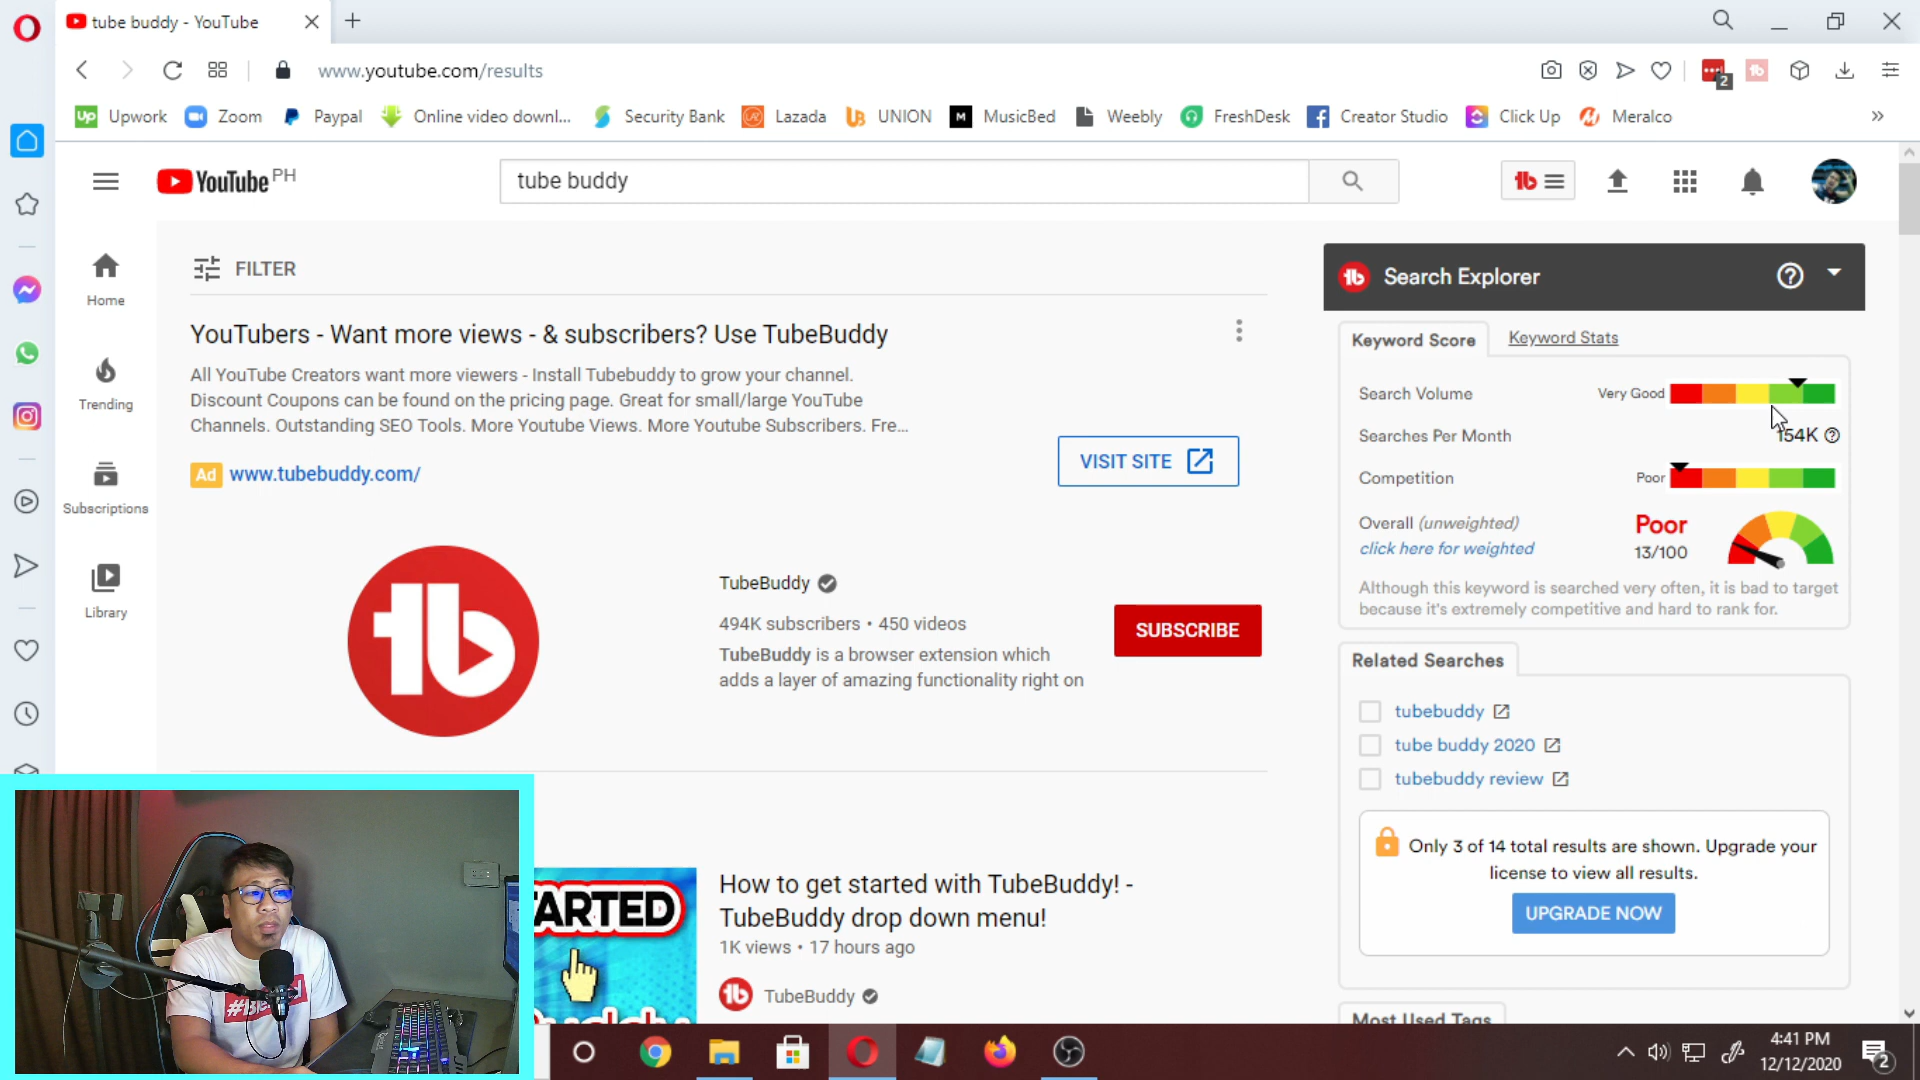 tube buddy - YouTube
www.youtube.com/results
2
Upwork
Zoom
Paypal
Online video downl...
Security Bank
Lazada
UNION
MusicBed
Weebly
FreshDesk
Creator Studio
Click Up
Meralco
YouTube PH
tube buddy
Home
Trending
Subscriptions
Library
FILTER
YouTubers - Want more views - & subscribers? Use TubeBuddy
All YouTube Creators want more viewers - Install Tubebuddy to grow your channel.
Discount Coupons can be found on the pricing page. Great for small/large YouTube
Channels. Outstanding SEO Tools. More Youtube Views. More Youtube Subscribers. Fre...
Ad www.tubebuddy.com/
VISIT SITE
TubeBuddy
494K subscribers • 450 videos
TubeBuddy is a browser extension which
adds a layer of amazing functionality right on
SUBSCRIBE
How to get started with TubeBuddy! -
TubeBuddy drop down menu!
1K views • 17 hours ago
TubeBuddy
ARTED
Search Explorer
Keyword Score
Keyword Stats
Search Volume
Very Good
Searches Per Month
154K
Competition
Poor
Overall (unweighted)
click here for weighted
Poor
13/100
Although this keyword is searched very often, it is bad to target
because it's extremely competitive and hard to rank for.
Related Searches
tubebuddy
tube buddy 2020
tubebuddy review
Only 3 of 14 total results are shown. Upgrade your
license to view all results.
UPGRADE NOW
Most Used Tags
4:41 PM
12/12/2020
2